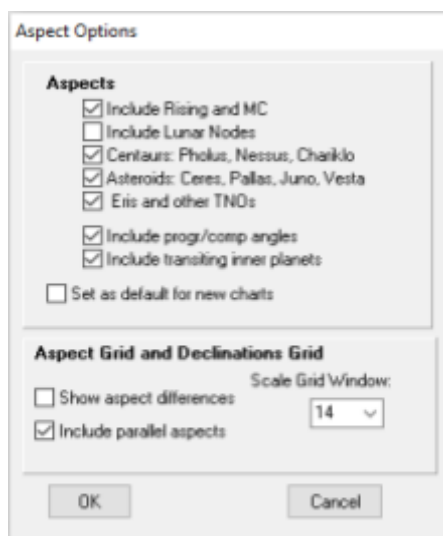 Aspect Options
Aspects
Include Rising and MC
Include Lunar Nodes
Centaurs: Pholus, Nessus, Chariklo
Asteroids: Ceres, Pallas, Juno, Vesta
Eris and other TNOs
Include progr/comp angles
Include transiting inner planets
Set as default for new charts
Aspect Grid and Declinations Grid
Scale Grid Window:
Show aspect differences
14
Include parallel aspects
OK
Cancel